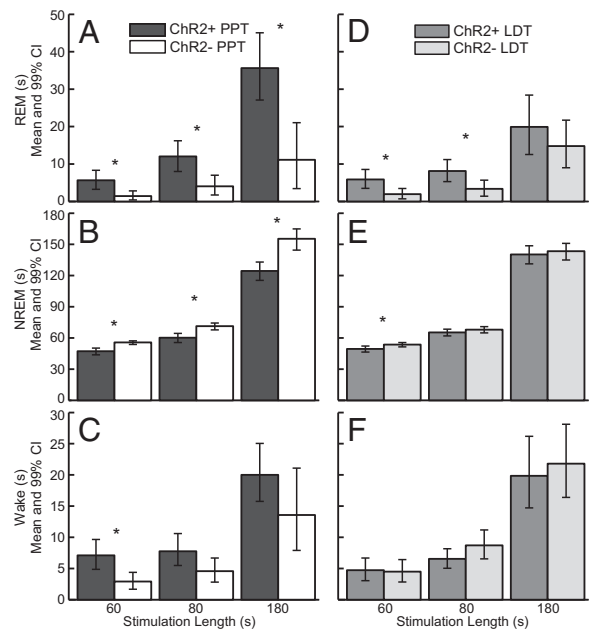 A
ChR2+ PPT
ChR2- PPT
*
*
*
REM (s)
Mean and 99% CI
50
40
30
20
10
0
D
ChR2+ LDT
ChR2- LDT
*
*
B
*
*
*
NREM (s)
Mean and 99% CI
180
150
120
90
60
30
0
E
*
C
*
Wake (s)
Mean and 99% CI
30
25
20
15
10
5
0
60 80 180
Stimulation Length (s)
F
60 80 180
Stimulation Length (s)